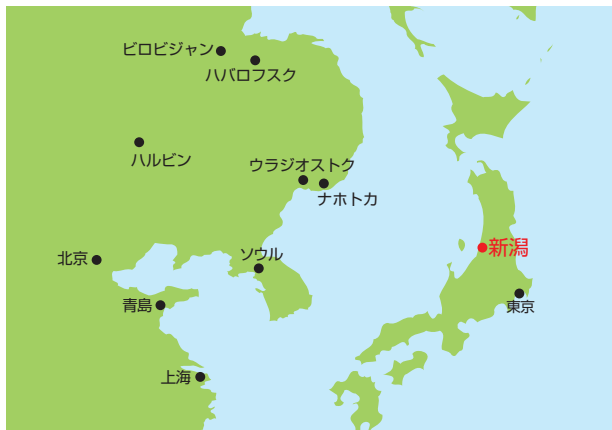 ビロビジャン
ハバロフスク
ハルビン
ウラジオストク
ナホトカ
新潟
北京
ソウル
青島
東京
上海